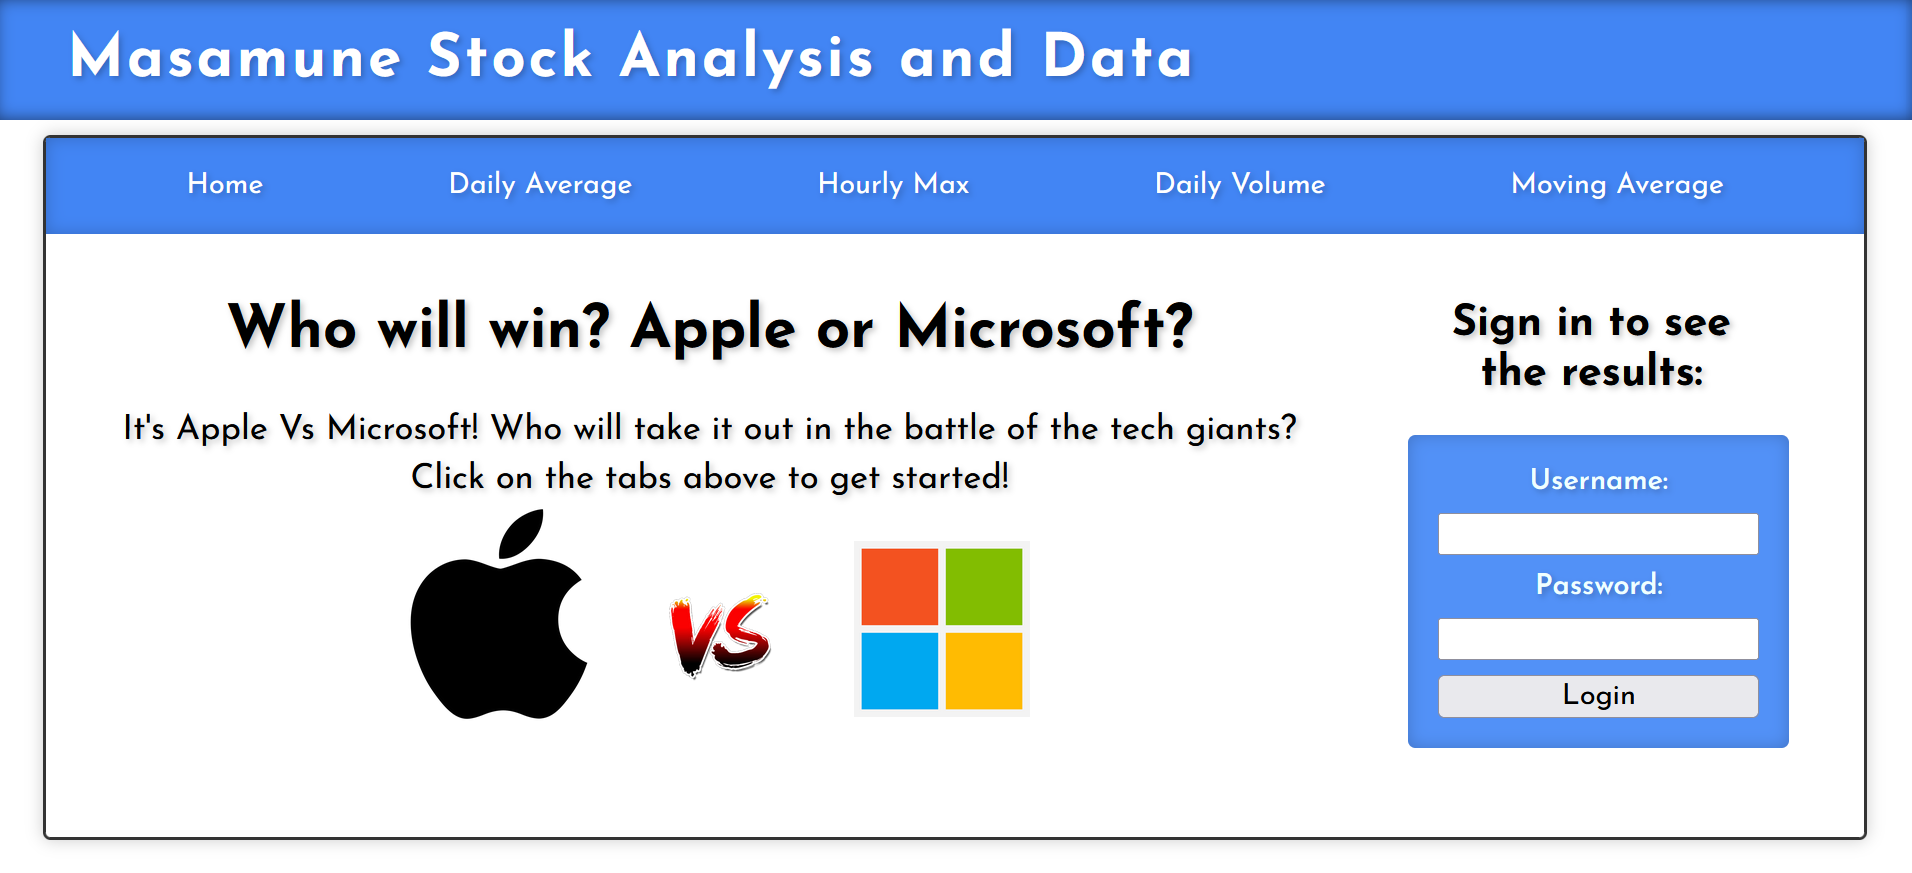 Masamune Stock Analysis and Data
Home
Daily Average
Hourly Max
Daily Volume
Moving Average
Who will win? Apple or Microsoft?
It's Apple Vs Microsoft! Who will take it out in the battle of the tech giants?
Click on the tabs above to get started!
VS
Sign in to see
the results:
Username:
Password:
Login